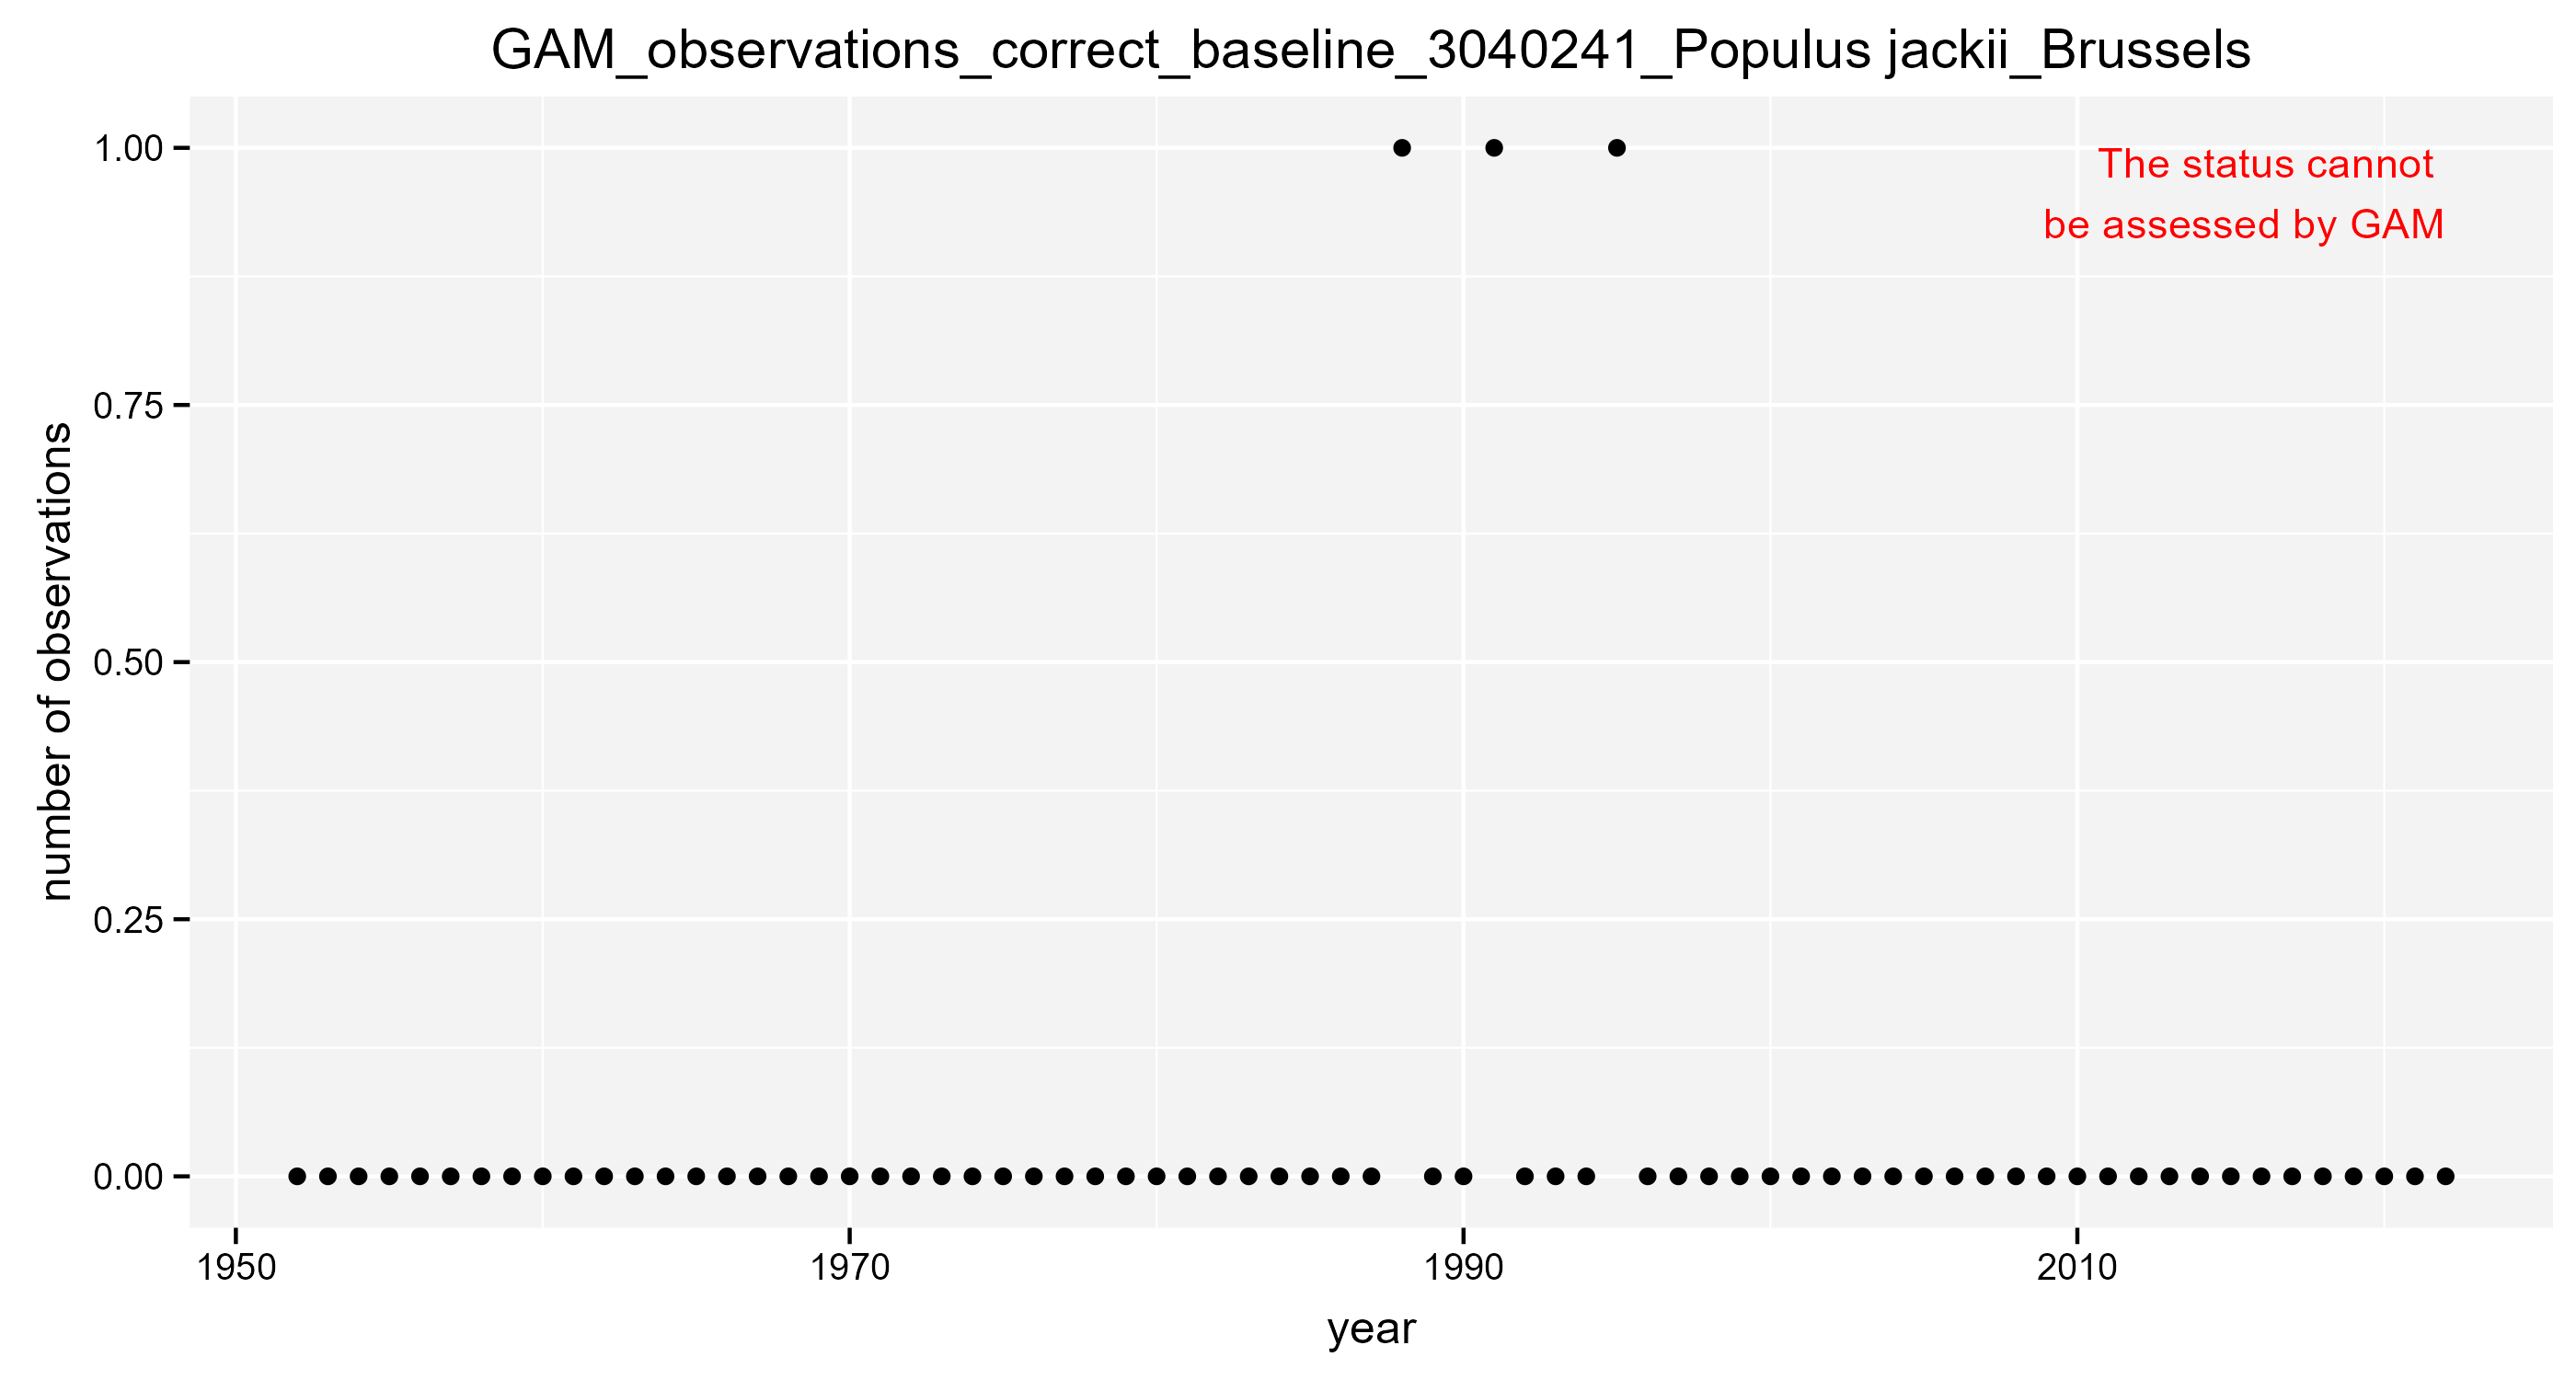 GAM_observations_correct_baseline_3040241_Populus jackii_Brussels
1.00
The status cannot
be assessed by GAM
0.75
0.50
0.25
0.00
number of observations
1950
1970
1990
2010
year